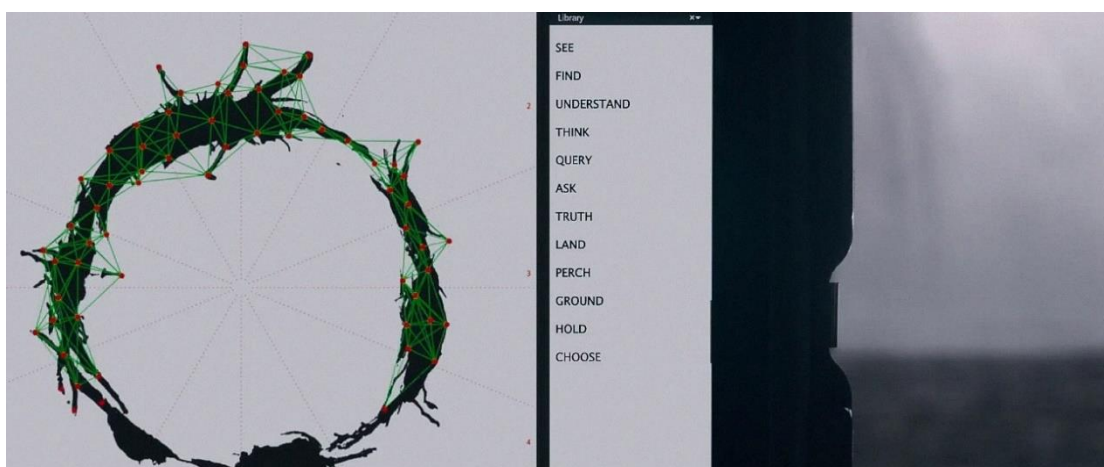 Library
SEE
FIND
UNDERSTAND
THINK
QUERY
ASK
TRUTH
LAND
PERCH
GROUND
HOLD
CHOOSE
2
3
4